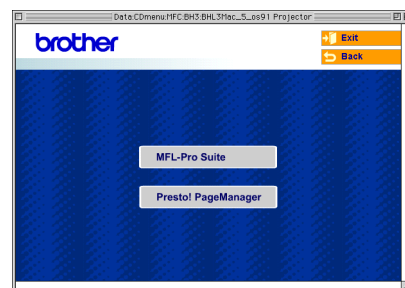 Data:CDmenu:MFC:BH3:BHL3Mac_5_os91 Projector
brother
Exit
Back
MFL-Pro Suite
Presto! PageManager